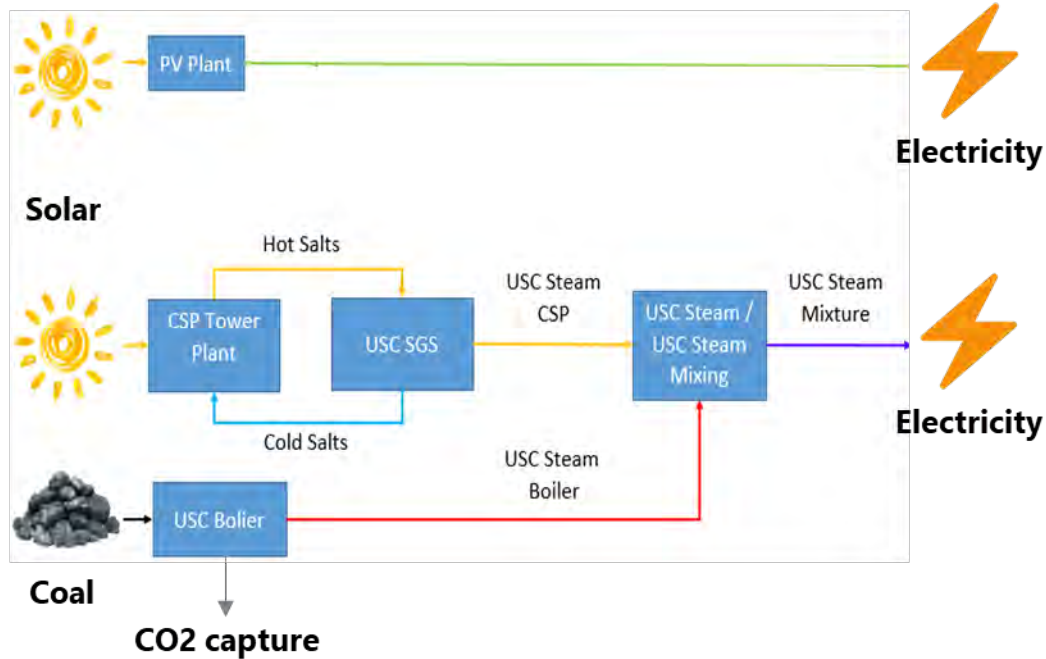 PV Plant
Electricity
Solar
Hot Salts
CSP Tower
Plant
USC SGS
USC Steam
CSP
USC Steam /
USC Steam
Mixing
USC Steam
Mixture
Electricity
Cold Salts
USC Steam
Boiler
USC Bolier
Coal
CO2 capture